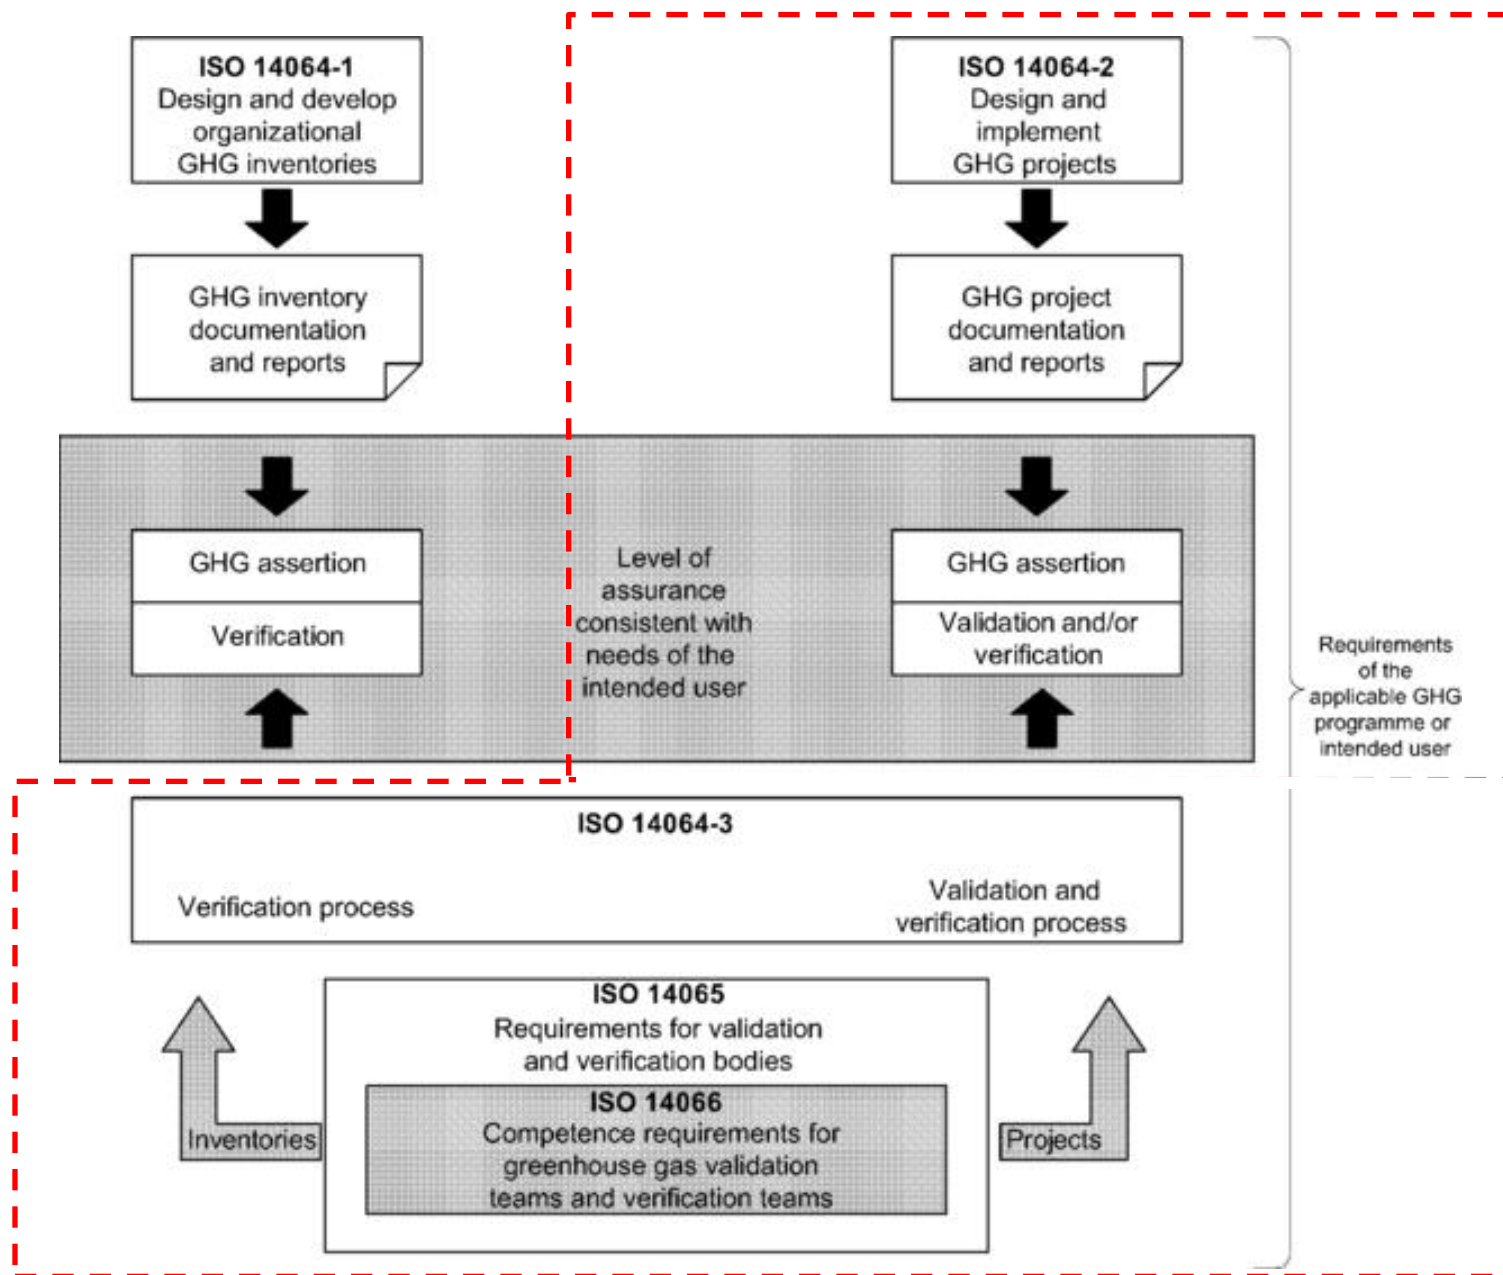 ISO 14064-1
Design and develop
organizational
GHG inventories
ISO 14064-2
Design and
implement
GHG projects
GHG inventory
documentation
and reports
GHG project
documentation
and reports
GHG assertion
Verification
Level of
assurance
consistent with
needs of the
intended user
GHG assertion
Validation and/or
verification
Requirements
of the
applicable GHG
programme or
intended user
ISO 14064-3
Verification process
Validation and
verification process
ISO 14065
Requirements for validation
and verification bodies
ISO 14066
Competence requirements for
greenhouse gas validation
teams and verification teams
Inventories
Projects